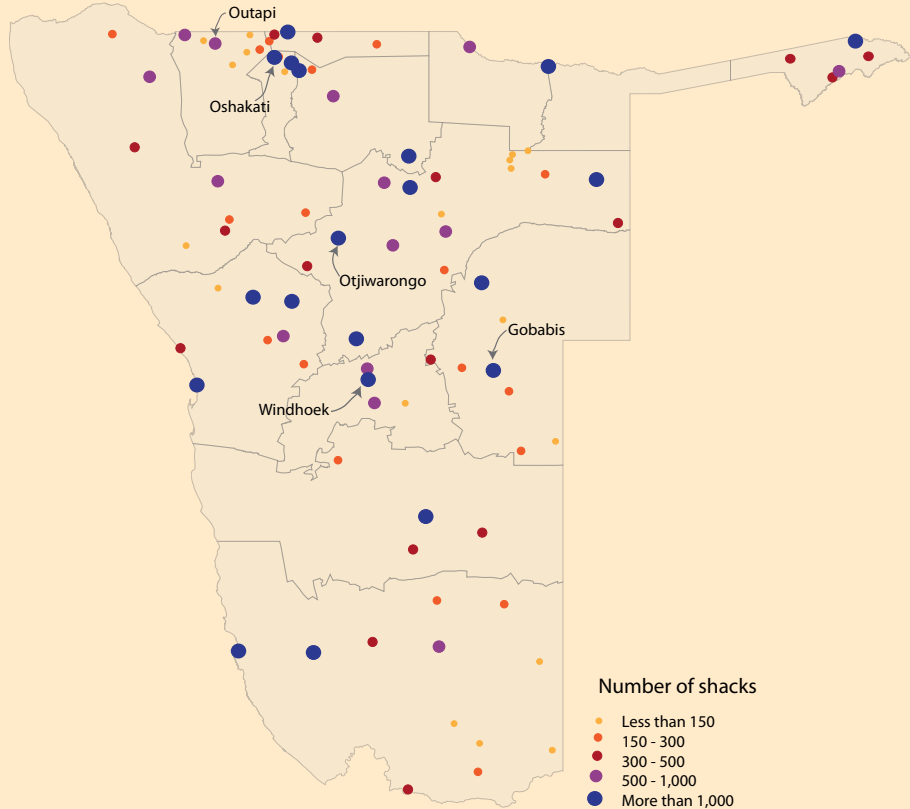 Outapi
Oshakati
Otjiwarongo
Gobabis
Windhoek
Number of shacks
Less than 150
150 - 300
300 - 500
500 - 1,000
More than 1,000